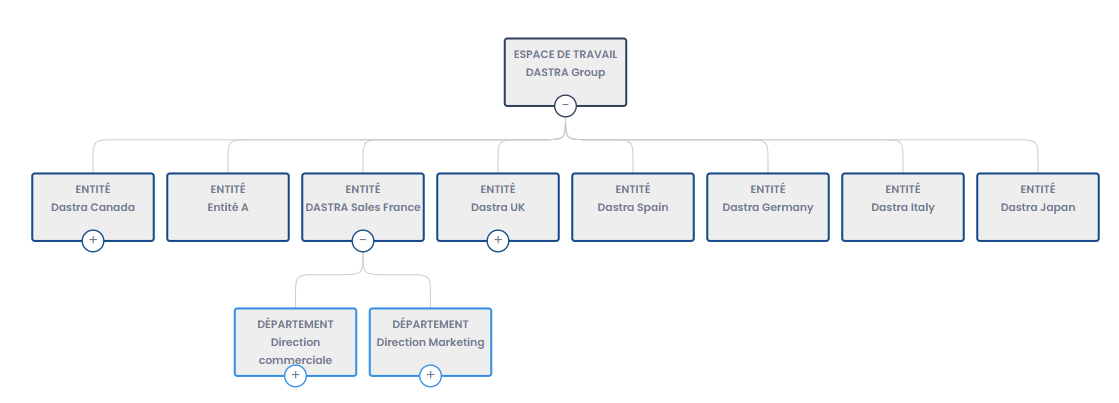 ESPACE DE TRAVAIL
DASTRA Group
−
ENTITÉ
Dastra Canada
+
ENTITÉ
Entité A
ENTITÉ
DASTRA Sales France
−
ENTITÉ
Dastra UK
+
ENTITÉ
Dastra Spain
ENTITÉ
Dastra Germany
ENTITÉ
Dastra Italy
ENTITÉ
Dastra Japan
DÉPARTEMENT
Direction
commerciale
+
DÉPARTEMENT
Direction Marketing
+